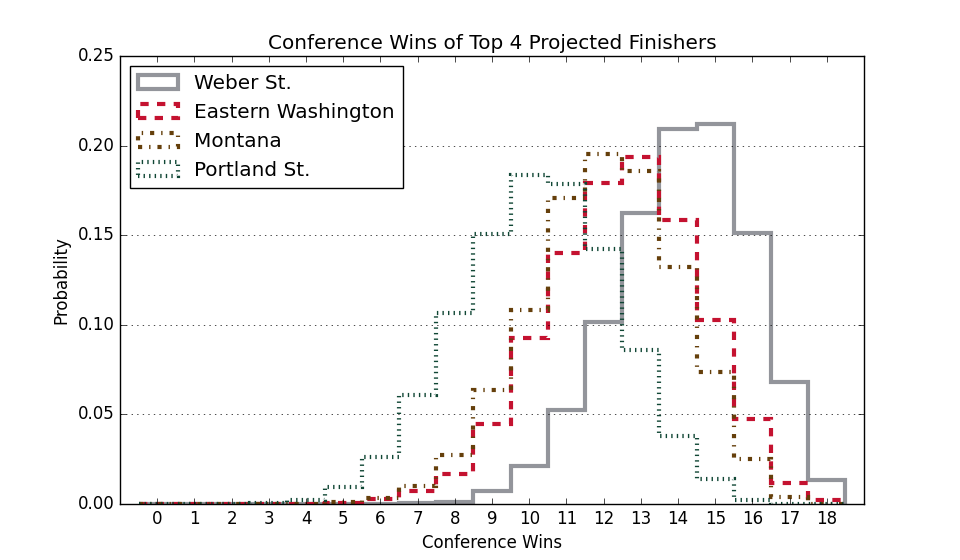 Conference Wins of Top 4 Projected Finishers
0.25
0.20
0.15
0.10
0.05
0.00
Probability
Weber St.
Eastern Washington
Montana
Portland St.
0 1 2 3 4 5 6 7 8 9 10 11 12 13 14 15 16 17 18
Conference Wins